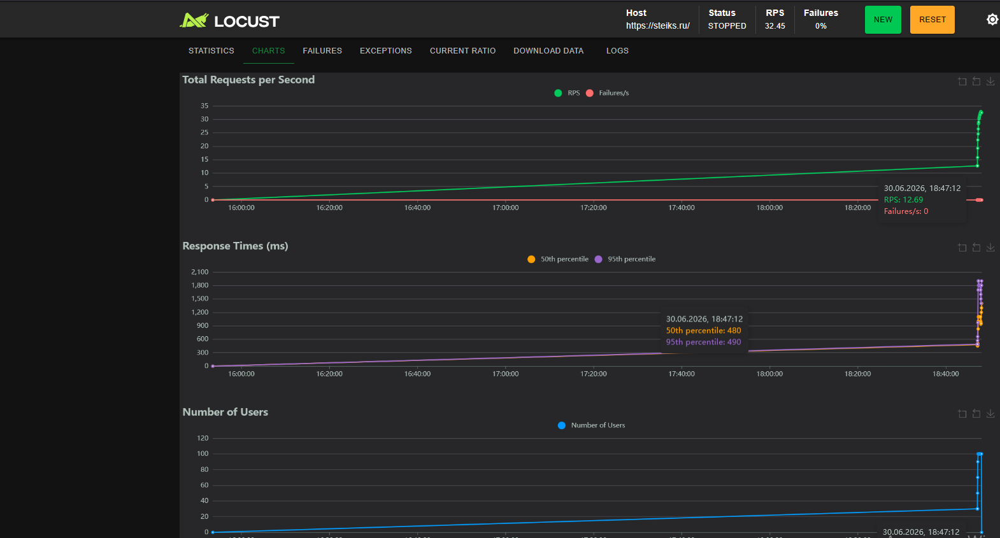 LOCUST
Host
https://steiks.ru/
Status
STOPPED
RPS
32.45
Failures
0%
NEW
RESET
STATISTICS
CHARTS
FAILURES
EXCEPTIONS
CURRENT RATIO
DOWNLOAD DATA
LOGS
Total Requests per Second
RPS
Failures/s
35
30
25
20
15
10
5
0
16:00:00
16:20:00
16:40:00
17:00:00
17:20:00
17:40:00
18:00:00
18:20:00
30.06.2026, 18:47:12
RPS: 12.69
Failures/s: 0
Response Times (ms)
50th percentile
95th percentile
2,100
1,800
1,500
1,200
900
600
300
0
30.06.2026, 18:47:12
50th percentile: 480
95th percentile: 490
16:00:00
16:20:00
16:40:00
17:00:00
17:20:00
17:40:00
18:00:00
18:20:00
18:40:00
Number of Users
Number of Users
120
100
80
60
40
20
0
30.06.2026, 18:47:12